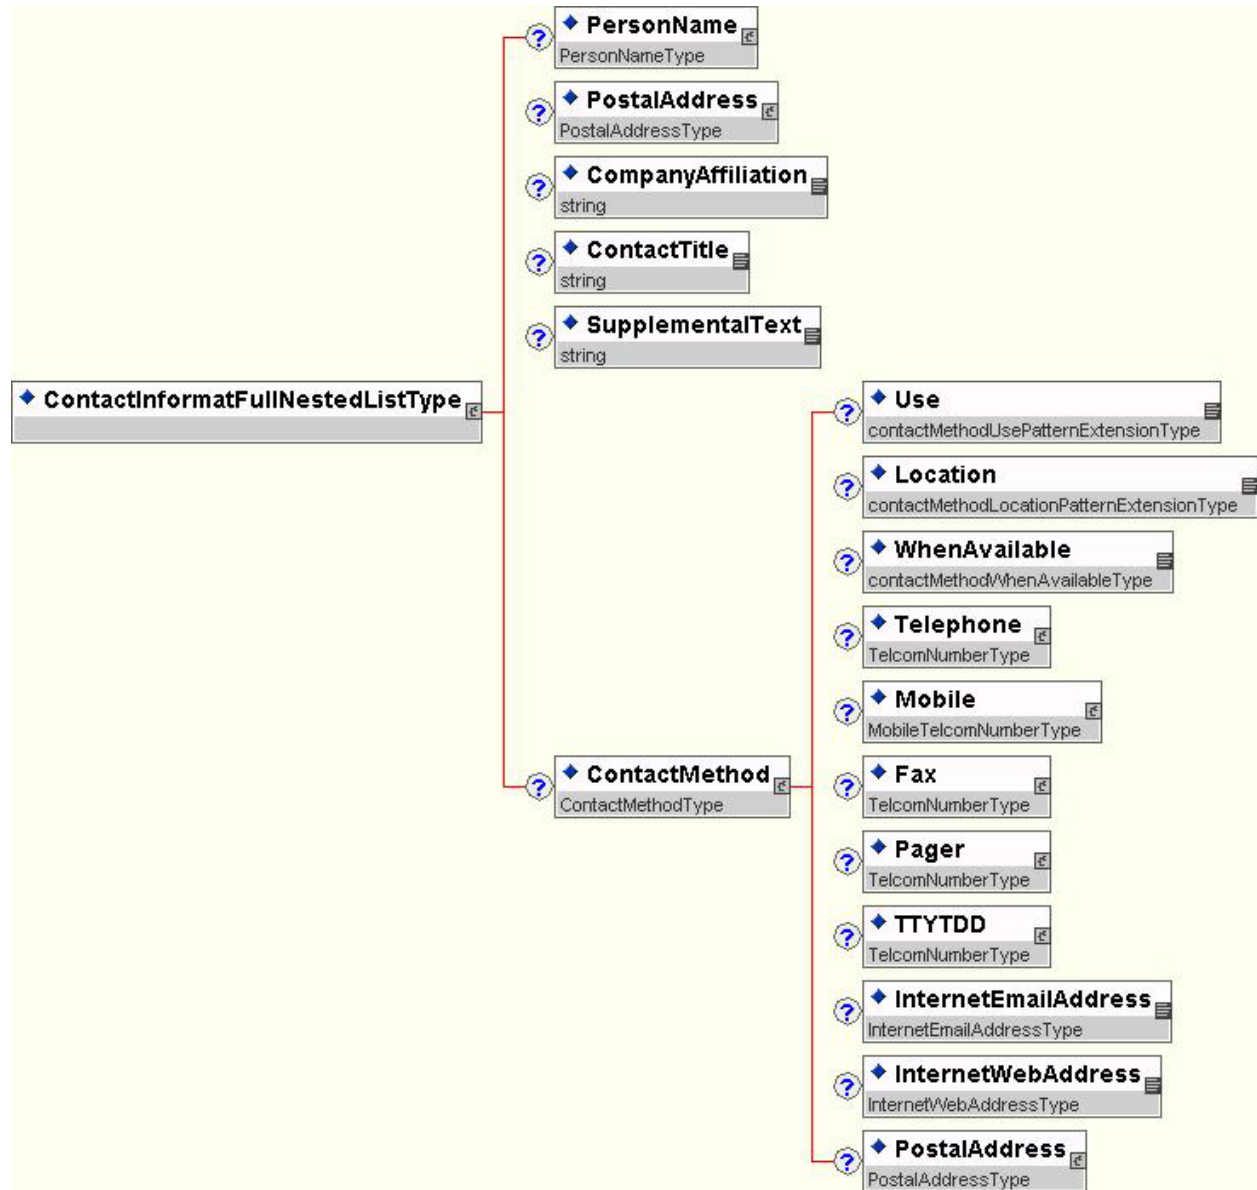 PersonName
PersonNameType
PostalAddress
PostalAddressType
CompanyAffiliation
string
ContactTitle
string
SupplementalText
string
ContactInformatFullNestedListType
ContactMethod
ContactMethodType
Use
contactMethodUsePatternExtensionType
Location
contactMethodLocationPatternExtensionType
WhenAvailable
contactMethodWhenAvailableType
Telephone
TelcomNumberType
Mobile
MobileTelcomNumberType
Fax
TelcomNumberType
Pager
TelcomNumberType
TTYTDD
TelcomNumberType
InternetEmailAddress
InternetEmailAddressType
InternetWebAddress
InternetWebAddressType
PostalAddress
PostalAddressType